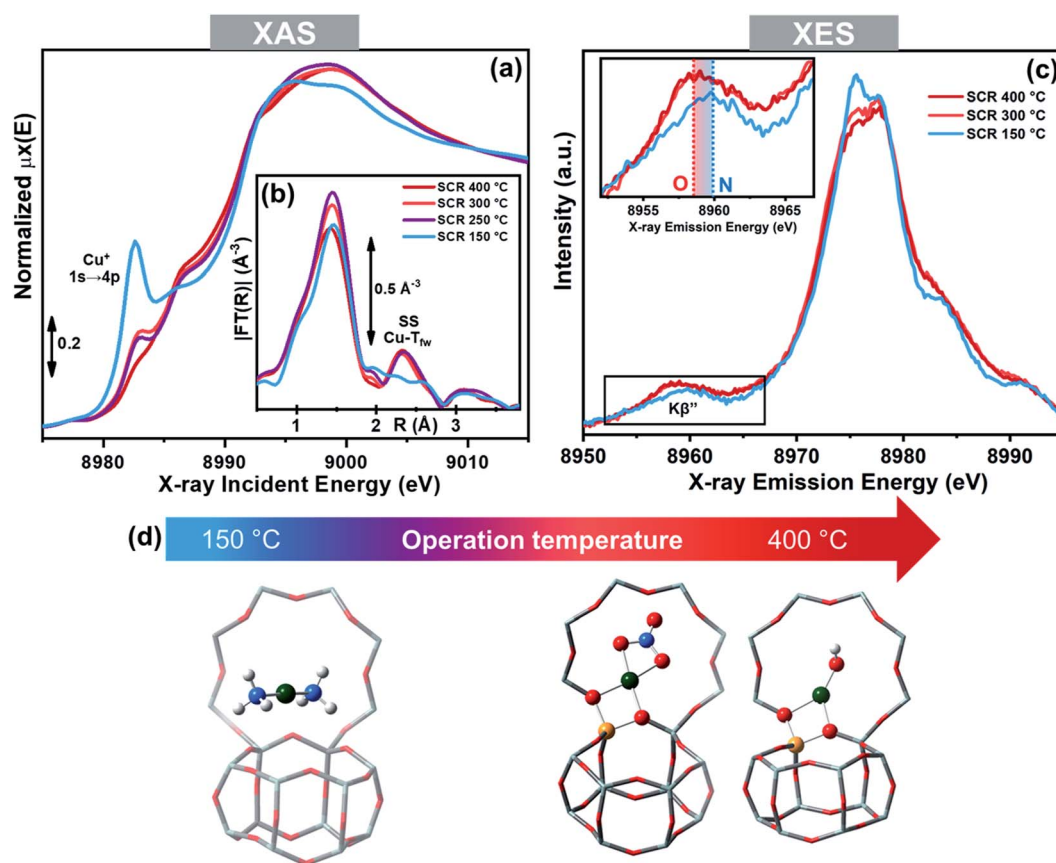 XAS
XES
(a)
Normalized μx(E)
Cu⁺
1s→4p
0.2
8980 8990 9000 9010
X-ray Incident Energy (eV)
(b)
SCR 400 °C
SCR 300 °C
SCR 250 °C
SCR 150 °C
|FT(R)| (Å⁻³)
0.5 Å⁻³
SS
Cu-Tfw
1 2 3
R (Å)
(c)
SCR 400 °C
SCR 300 °C
SCR 150 °C
Intensity (a.u.)
O N
8955 8960 8965
X-ray Emission Energy (eV)
Kβ”
8950 8960 8970 8980 8990
X-ray Emission Energy (eV)
(d)
150 °C Operation temperature 400 °C